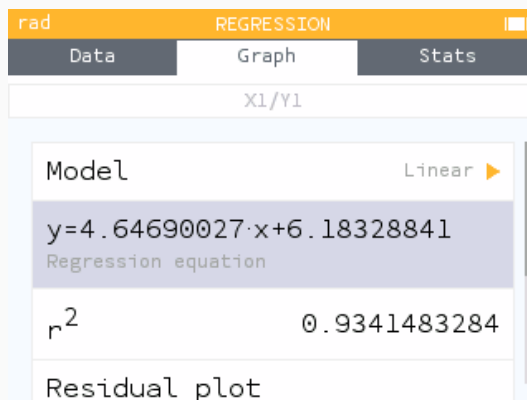 rad REGRESSION
Data Graph Stats
X1/Y1
Model Linear
y=4.64690027·x+6.18328841
Regression equation
r² 0.9341483284
Residual plot